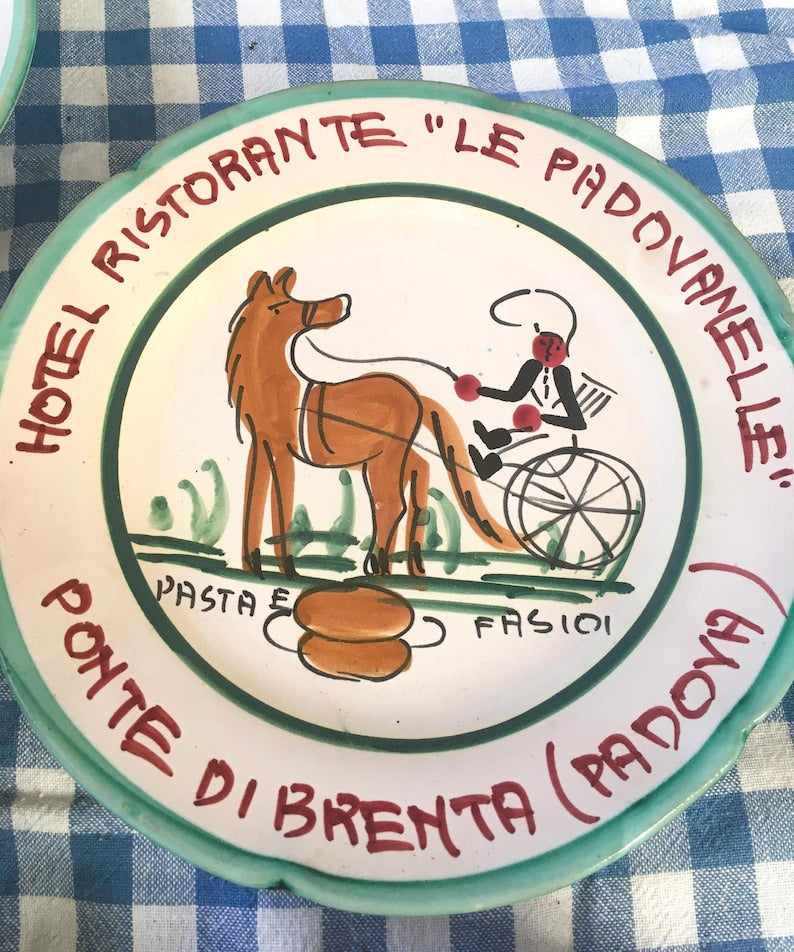 HOTEL RISTORANTE "LE PADOVANELLE"
PASTA E FASIOI
PONTE DI BRENTA (PADOVA)